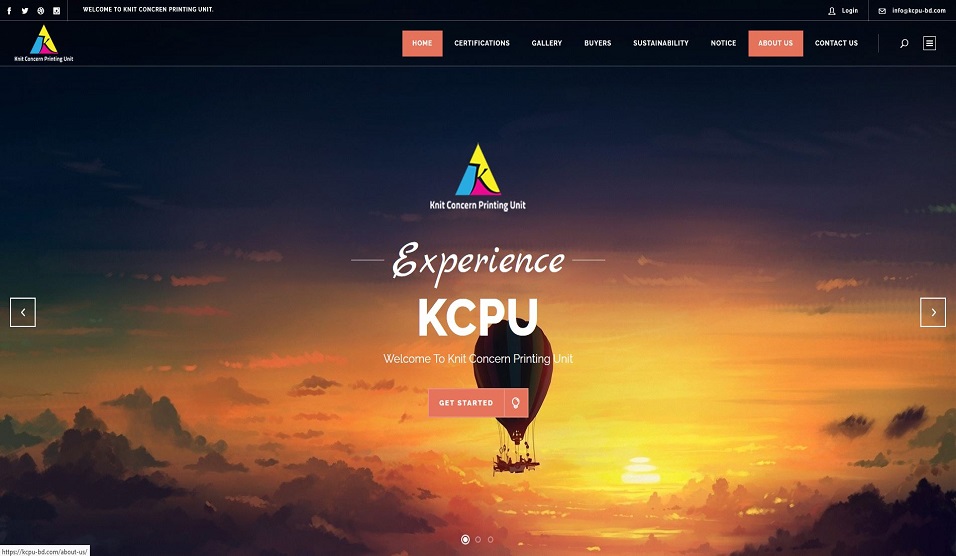 WELCOME TO KNIT CONCREN PRINTING UNIT.
Login
info@kcpu-bd.com
Knit Concern Printing Unit
HOME
CERTIFICATIONS
GALLERY
BUYERS
SUSTAINABILITY
NOTICE
ABOUT US
CONTACT US
Knit Concern Printing Unit
Experience
KCPU
Welcome To Knit Concern Printing Unit
GET STARTED
https://kcpu-bd.com/about-us/